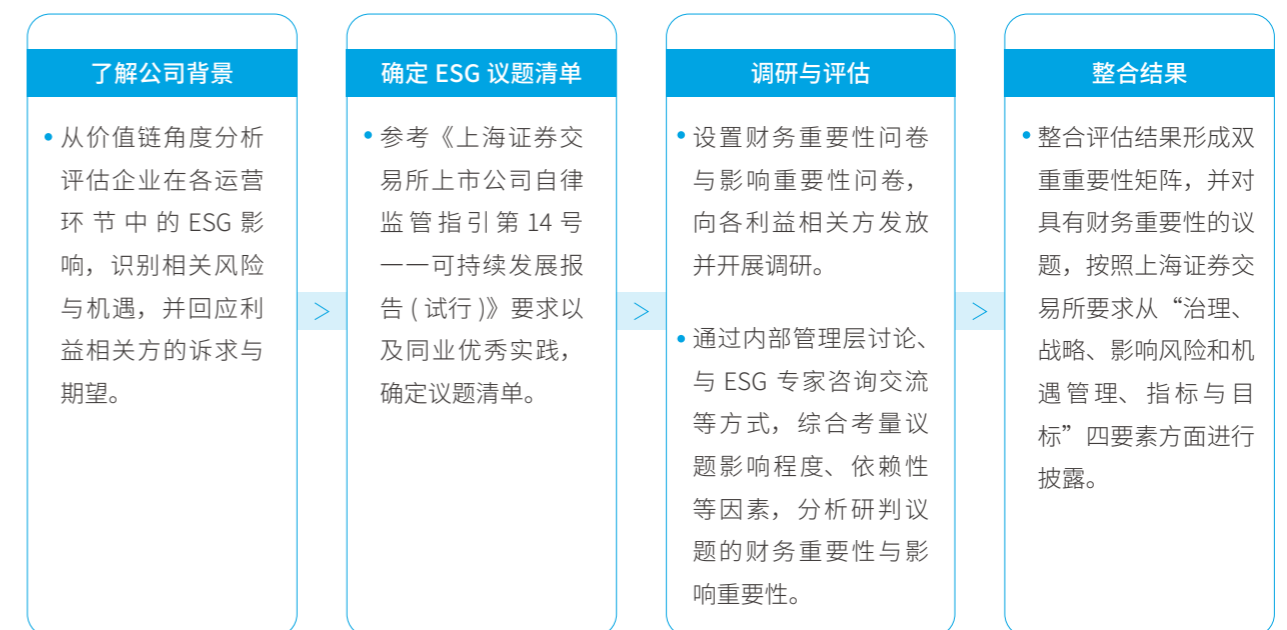 了解公司背景
• 从价值链角度分析
评估企业在各运营
环节中的 ESG 影
响，识别相关风险
与机遇，并回应利
益相关方的诉求与
期望。
>
确定 ESG 议题清单
• 参考《上海证券交
易所上市公司自律
监管指引第 14 号
——可持续发展报
告 ( 试行 )》要求以
及同业优秀实践，
确定议题清单。
>
调研与评估
• 设置财务重要性问卷
与影响重要性问卷，
向各利益相关方发放
并开展调研。
• 通过内部管理层讨论、
与 ESG 专家咨询交流
等方式，综合考量议
题影响程度、依赖性
等因素，分析研判议
题的财务重要性与影
响重要性。
>
整合结果
• 整合评估结果形成双
重重要性矩阵，并对
具有财务重要性的议
题，按照上海证券交
易所要求从“治理、
战略、影响风险和机
遇管理、指标与目
标”四要素方面进行
披露。